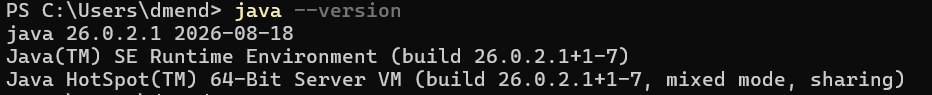 PS C:\Users\dmend> java --version
java 26.0.2.1 2026-08-18
Java(TM) SE Runtime Environment (build 26.0.2.1+1-7)
Java HotSpot(TM) 64-Bit Server VM (build 26.0.2.1+1-7, mixed mode, sharing)